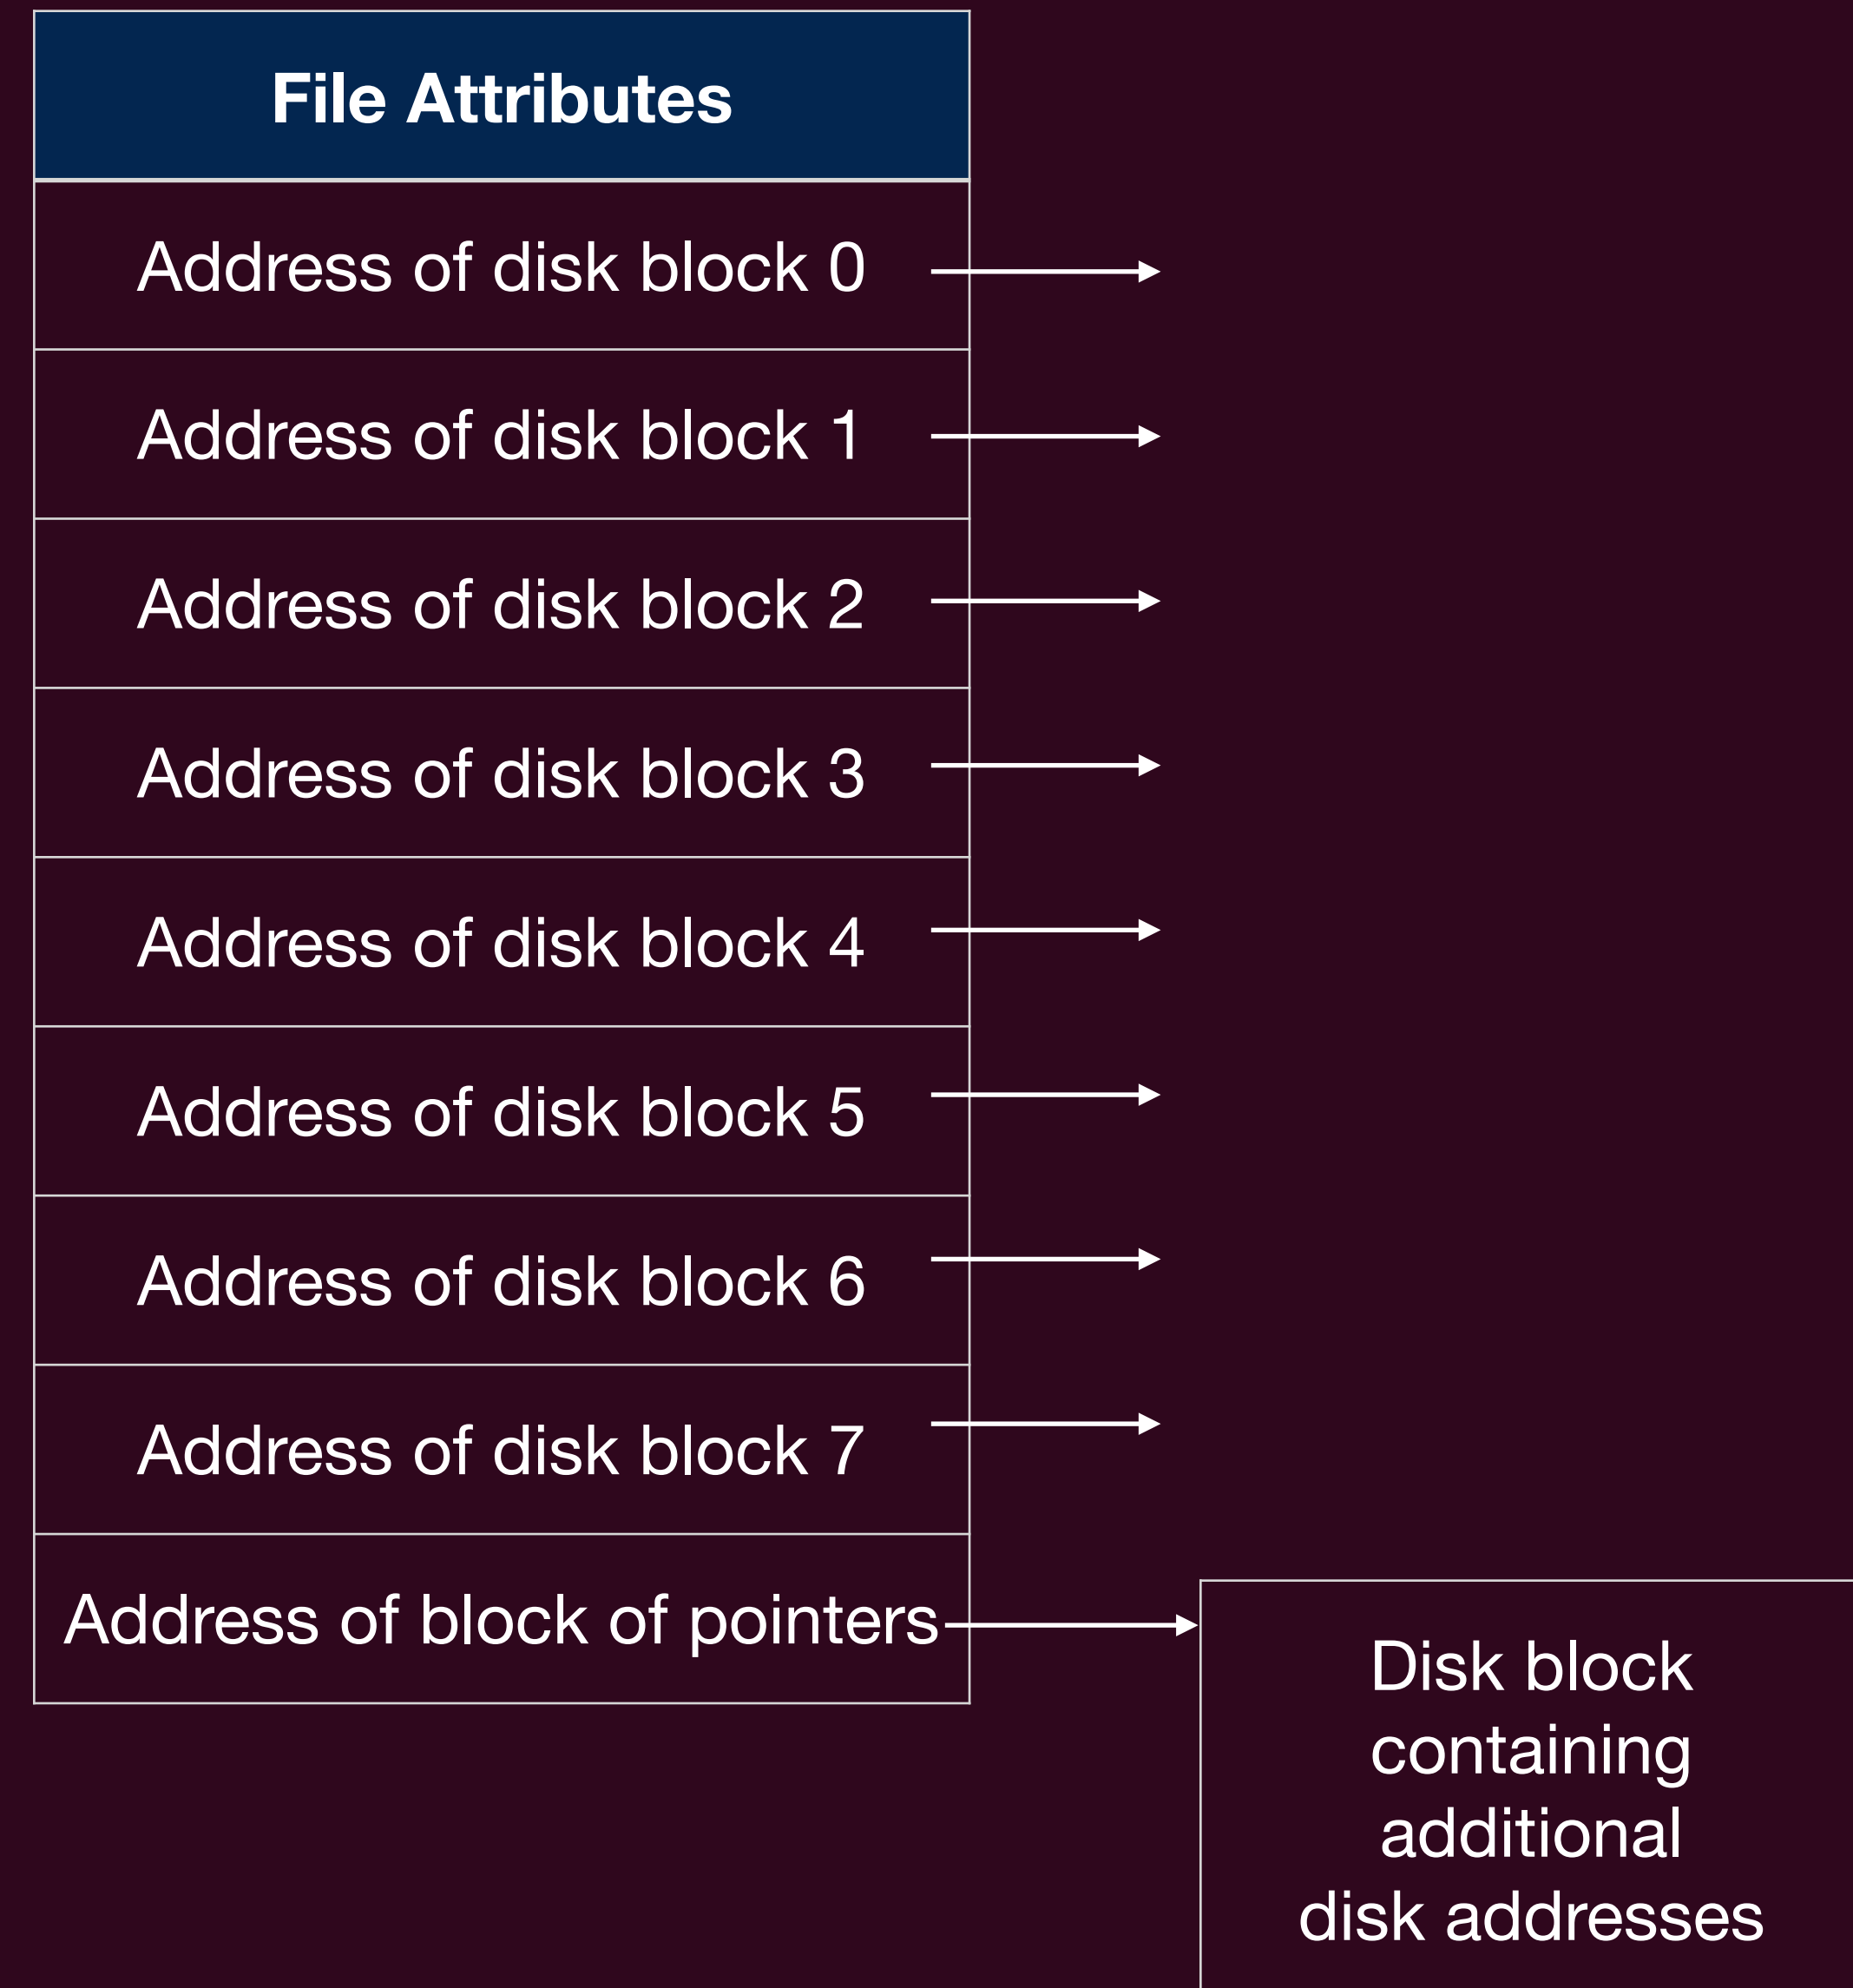 File Attributes
Address of disk block 0
Address of disk block 1
Address of disk block 2
Address of disk block 3
Address of disk block 4
Address of disk block 5
Address of disk block 6
Address of disk block 7
Address of block of pointers
Disk block
containing
additional
disk addresses